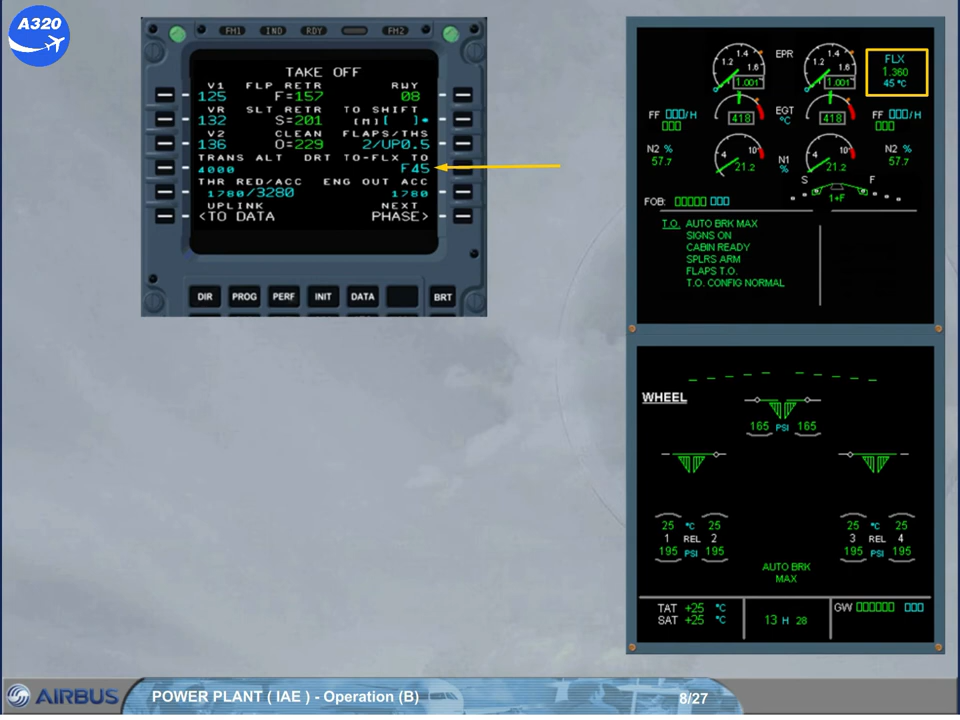 A320
FM1 IND RDY FM2
TAKE OFF
V1 FLP RETR RWY
125 F=157 08
VR SLT RETR TO SHIFT
132 S=201 [M][ ]*
V2 CLEAN FLAPS/THS
136 O=229 2/UP0.5
TRANS ALT DRT TO-FLX TO
4000 F45
THR RED/ACC ENG OUT ACC
1780/3280 1780
UPLINK NEXT
<TO DATA PHASE>
DIR PROG PERF INIT DATA BRT
1.4 EPR 1.4 FLX
1.2 1.6 1.2 1.6 1.360
1.001 1.001 45 °C
FF /H 418 EGT °C 418 FF /H
N2 % 10 N1 % 10 N2 %
57.7 4 21.2 4 21.2 57.7
S F
FOB: 1+F
T.O. AUTO BRK MAX
SIGNS ON
CABIN READY
SPLRS ARM
FLAPS T.O.
T.O. CONFIG NORMAL
WHEEL
165 PSI 165
25 °C 25 25 °C 25
1 REL 2 3 REL 4
195 PSI 195 195 PSI 195
AUTO BRK
MAX
TAT +25 °C GW
SAT +25 °C 13 H 28
AIRBUS POWER PLANT ( IAE ) - Operation (B) 8/27